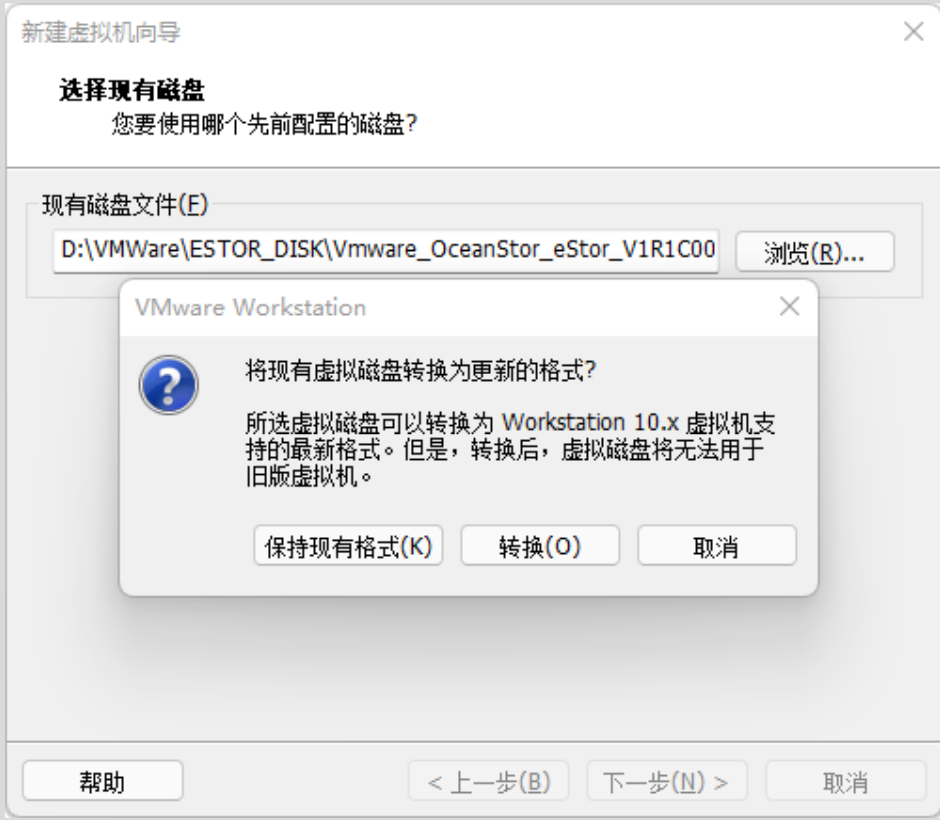 新建虚拟机向导
选择现有磁盘
您要使用哪个先前配置的磁盘?
现有磁盘文件(F)
D:\VMWare\ESTOR_DISK\Vmware_OceanStor_eStor_V1R1C00
浏览(R)...
VMware Workstation
将现有虚拟磁盘转换为更新的格式?
所选虚拟磁盘可以转换为 Workstation 10.x 虚拟机支
持的最新格式。但是，转换后，虚拟磁盘将无法用于
旧版虚拟机。
保持现有格式(K)
转换(O)
取消
帮助
< 上一步(B)
下一步(N) >
取消